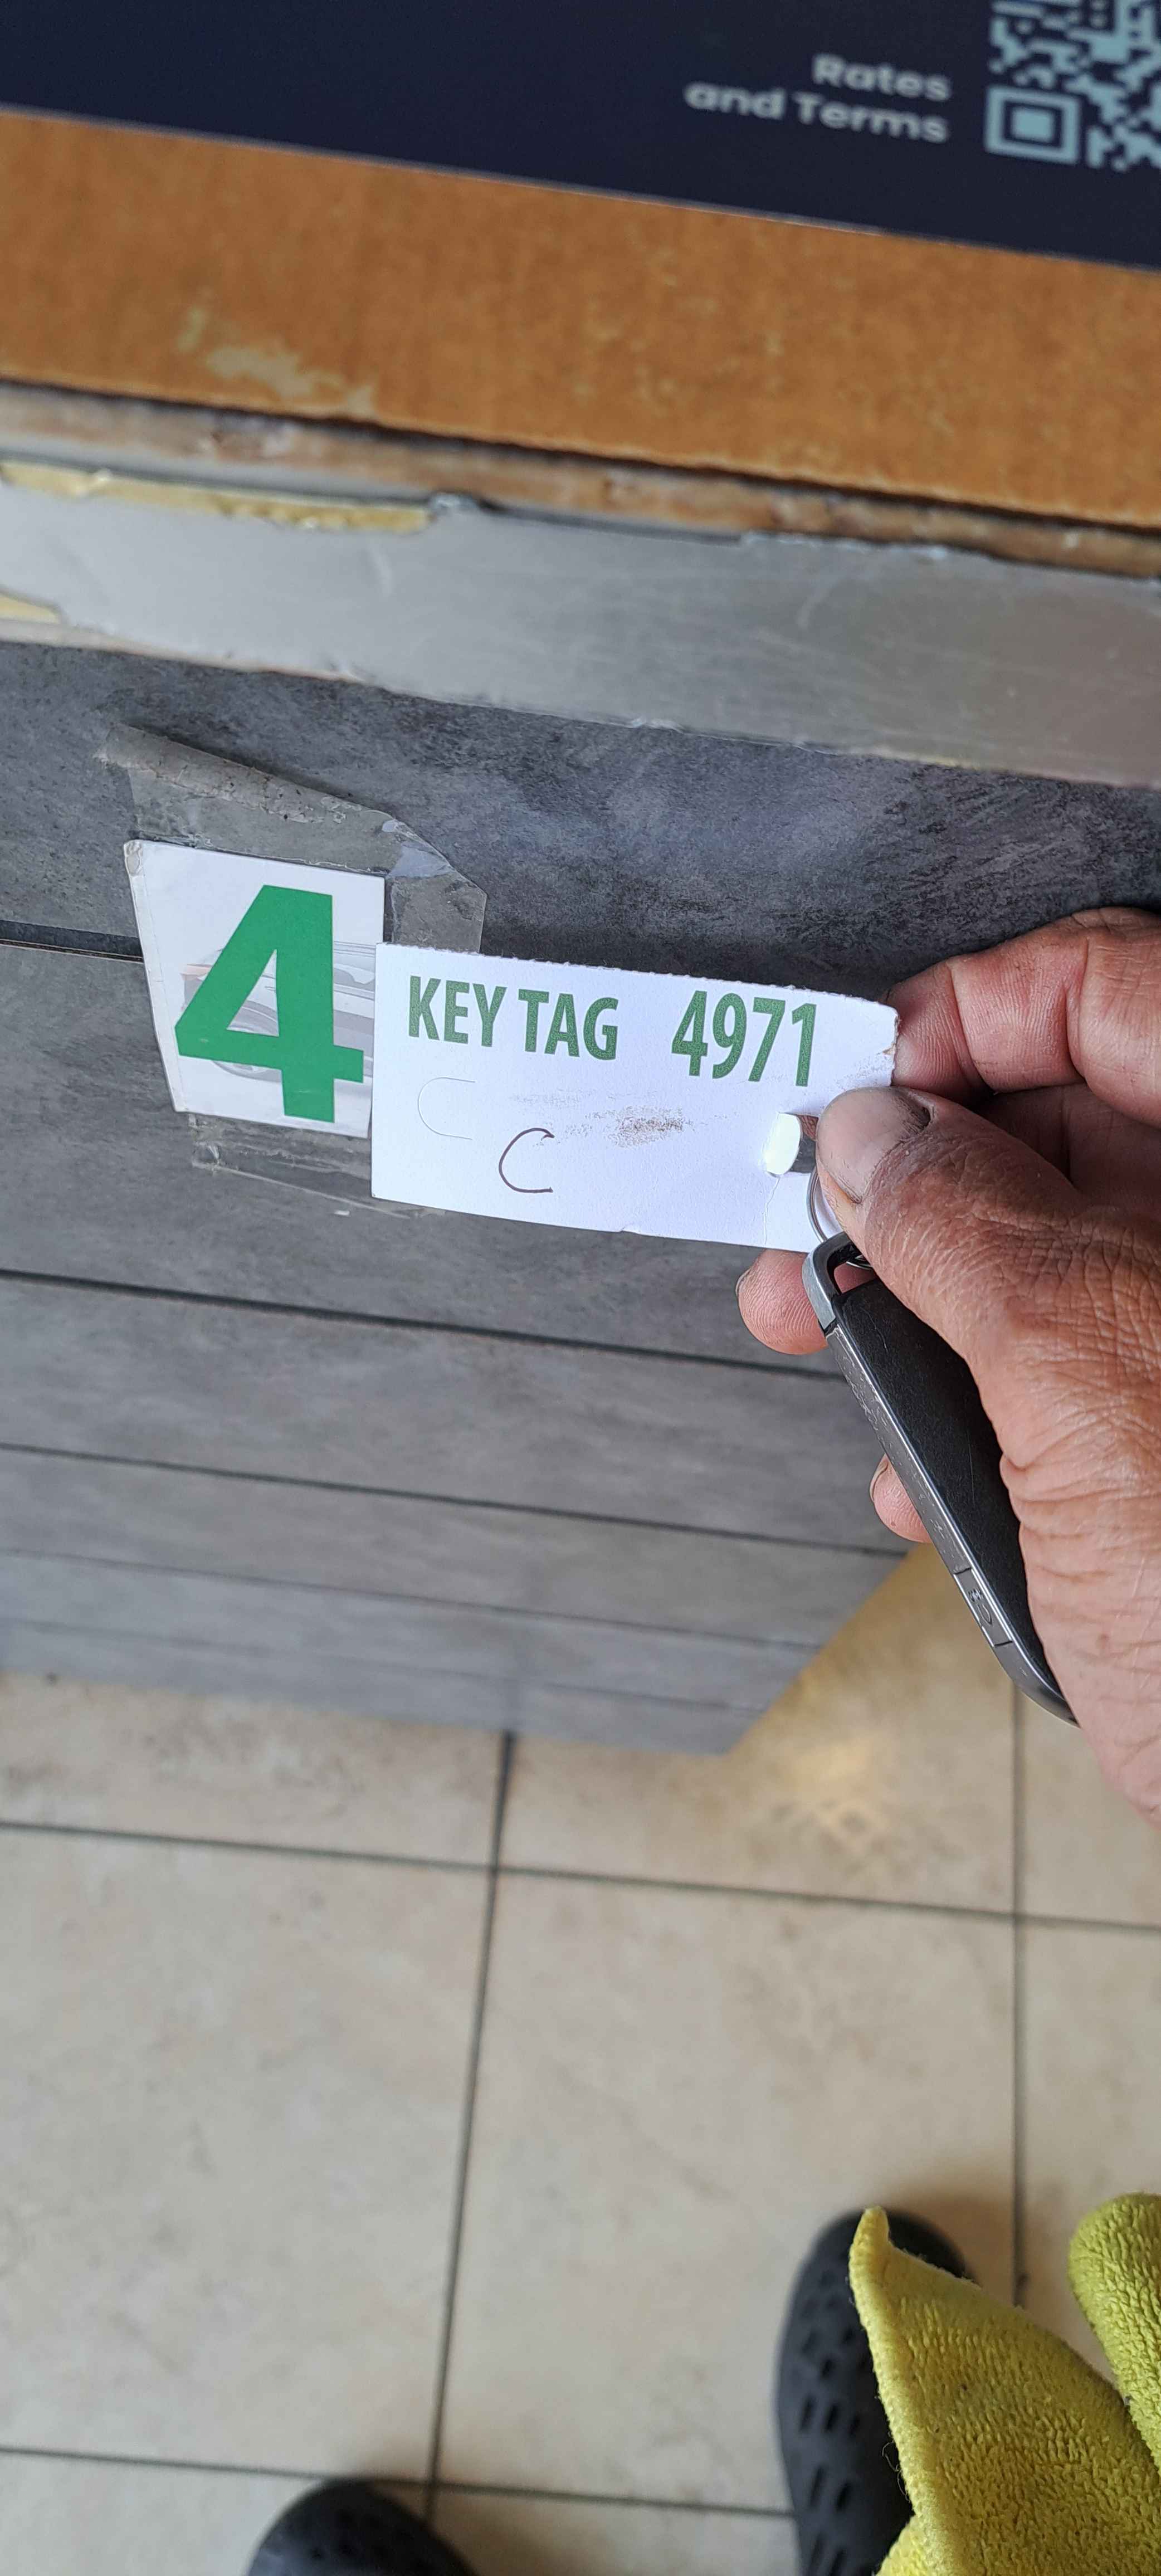 Rates
and Terms
4
KEY TAG 4971
C